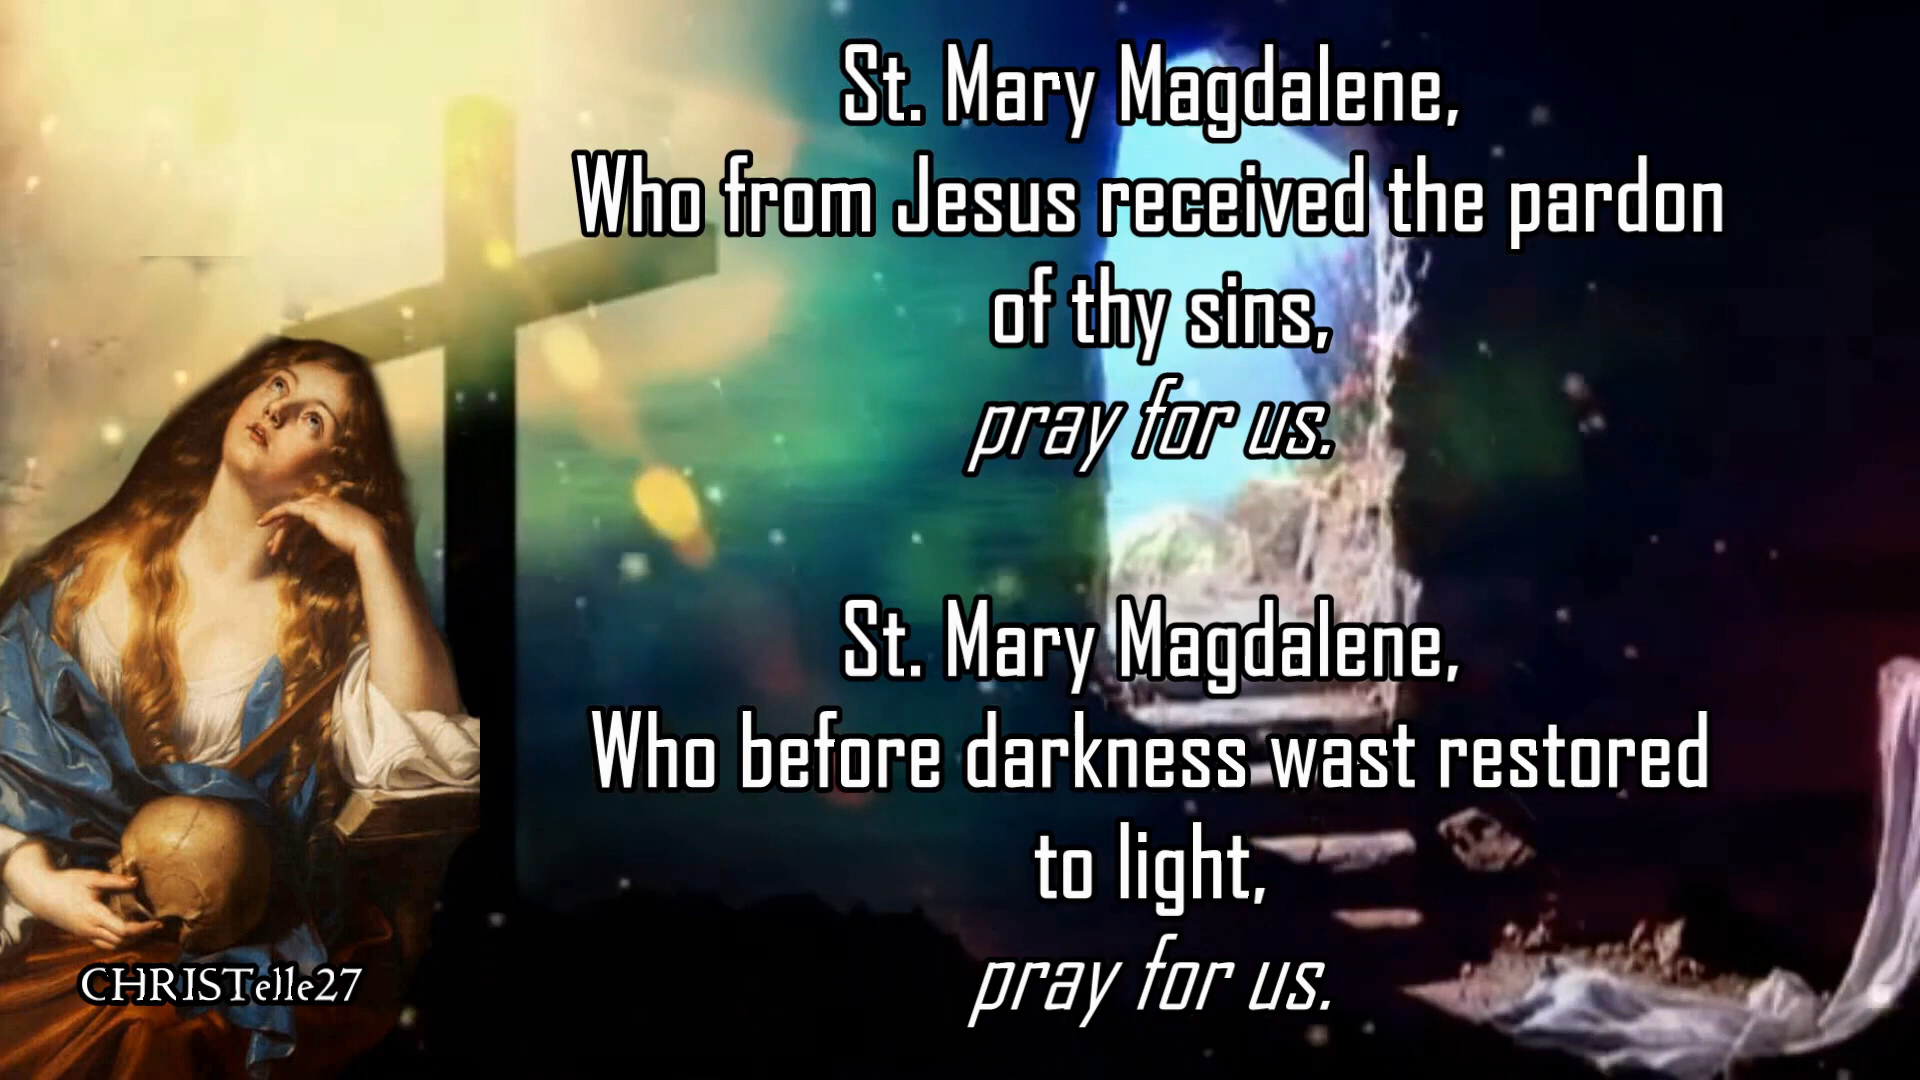 St. Mary Magdalene,
Who from Jesus received the pardon
of thy sins,
pray for us.
St. Mary Magdalene,
Who before darkness wast restored
to light,
pray for us.
CHRISTelle27